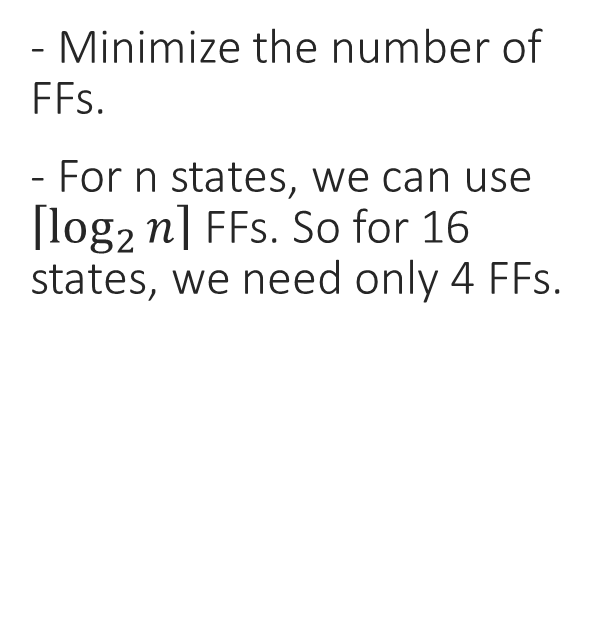 - Minimize the number of
FFs.
- For n states, we can use
⌈log₂ n⌉ FFs. So for 16
states, we need only 4 FFs.